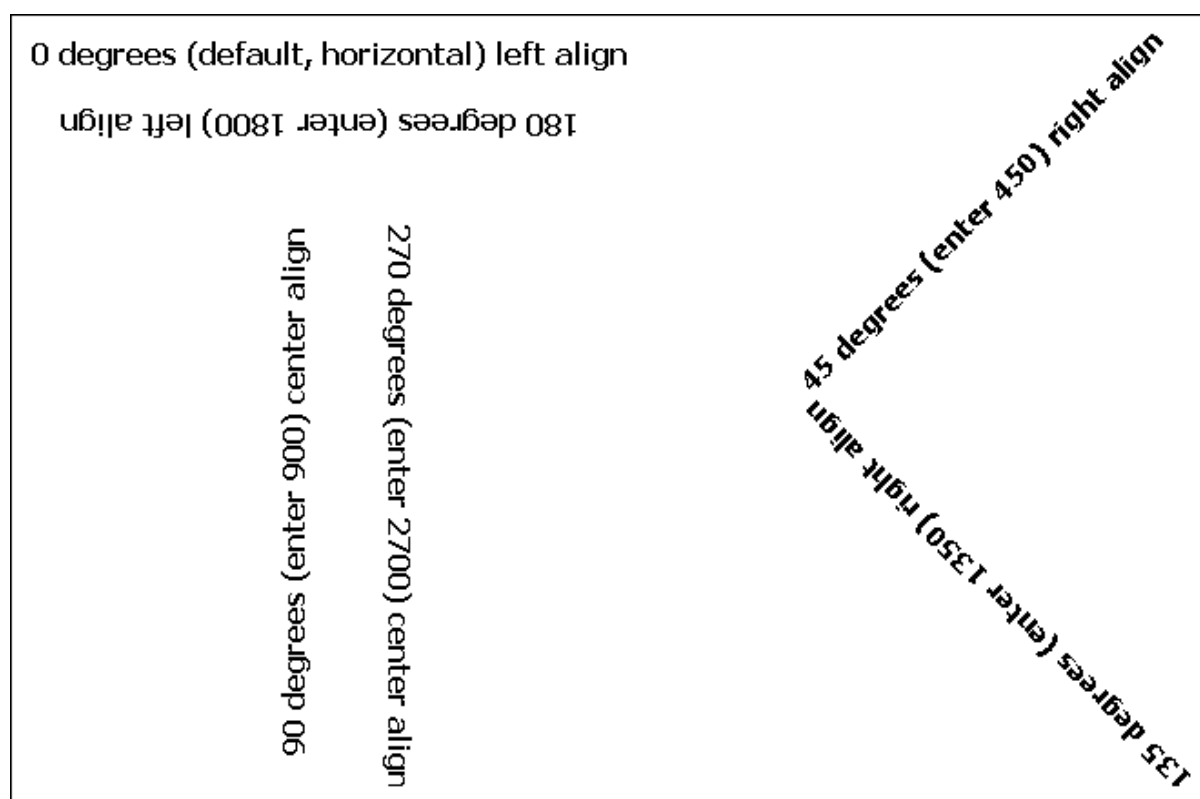 0 degrees (default, horizontal) left align
180 degrees (enter 1800) left align
90 degrees (enter 900) center align
270 degrees (enter 2700) center align
45 degrees (enter 450) right align
135 degrees (enter 1350) right align